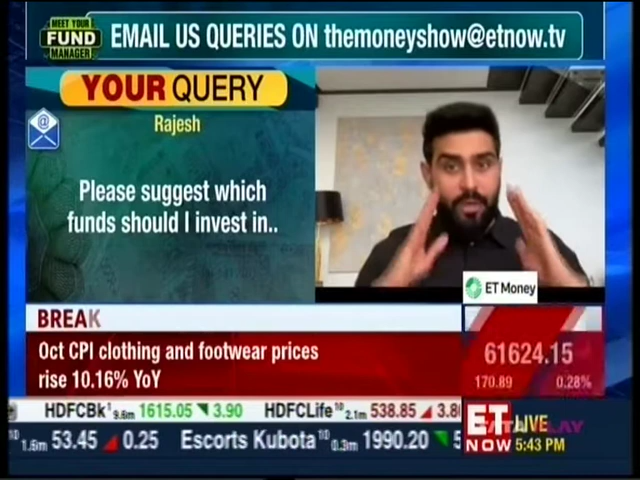 MEET YOUR
FUND
MANAGER
EMAIL US QUERIES ON themoneyshow@etnow.tv
YOUR QUERY
@
Rajesh
Please suggest which
funds should I invest in..
ET Money
BREAK
Oct CPI clothing and footwear prices
rise 10.16% YoY
61624.15
170.89 0.28%
HDFCBk 9.6m 1615.05 3.90 HDFCLife 2.1m 538.85 3.8
1.6m 53.45 0.25 Escorts Kubota 0.3m 1990.20 5
ET
NOW
LIVE
5:43 PM